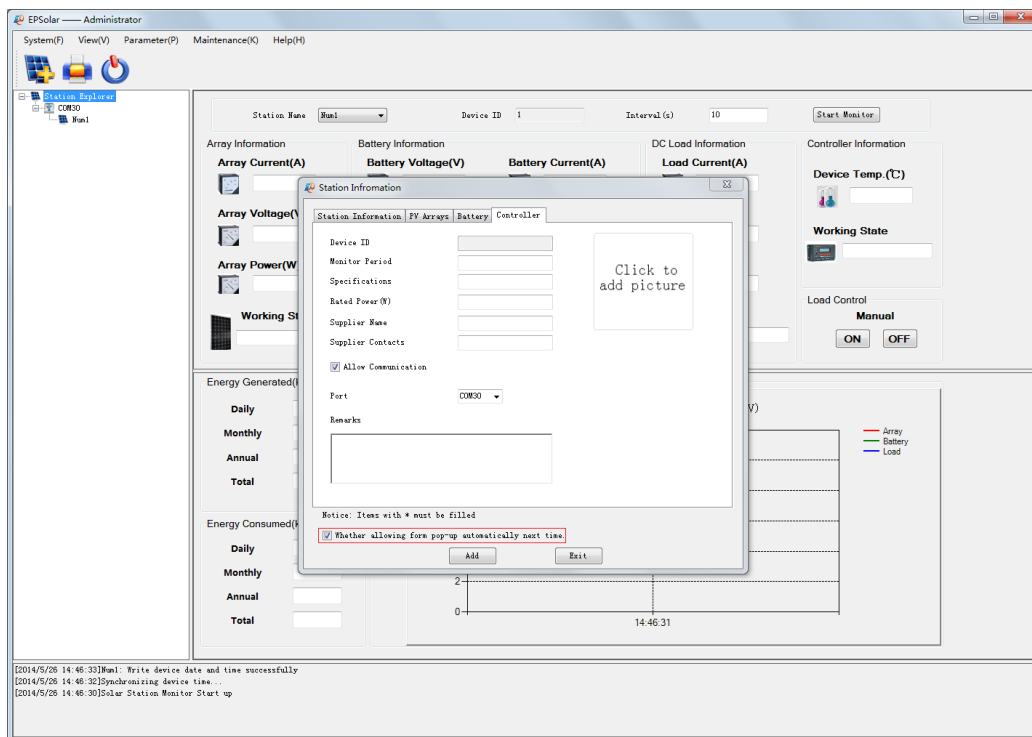 EPSolar —— Administrator
System(F) View(V) Parameter(P) Maintenance(K) Help(H)
Station Explorer
COM30
Num1
Station Name Num1 Device ID 1 Interval(s) 10 Start Monitor
Array Information Battery Information DC Load Information Controller Information
Array Current(A) Battery Voltage(V) Battery Current(A) Load Current(A)
Device Temp.(℃)
Array Voltage(V
Working State
Array Power(W
Working St
Load Control
Manual
ON OFF
Station Infromation
Station Information PV Arrays Battery Controller
Device ID
Monitor Period
Specifications
Rated Power(W)
Supplier Name
Supplier Contacts
Click to
add picture
Allow Communication
Port COM30
Remarks
Notice: Items with * must be filled
Whether allowing form pop-up automatically next time.
Add Exit
Energy Generated(
Daily
Monthly
Annual
Total
Energy Consumed(
Daily
Monthly
Annual
Total
V)
Array
Battery
Load
2
0
14:46:31
[2014/5/26 14:46:33]Num1: Write device date and time successfully
[2014/5/26 14:46:32]Synchronizing device time...
[2014/5/26 14:46:30]Solar Station Monitor Start up